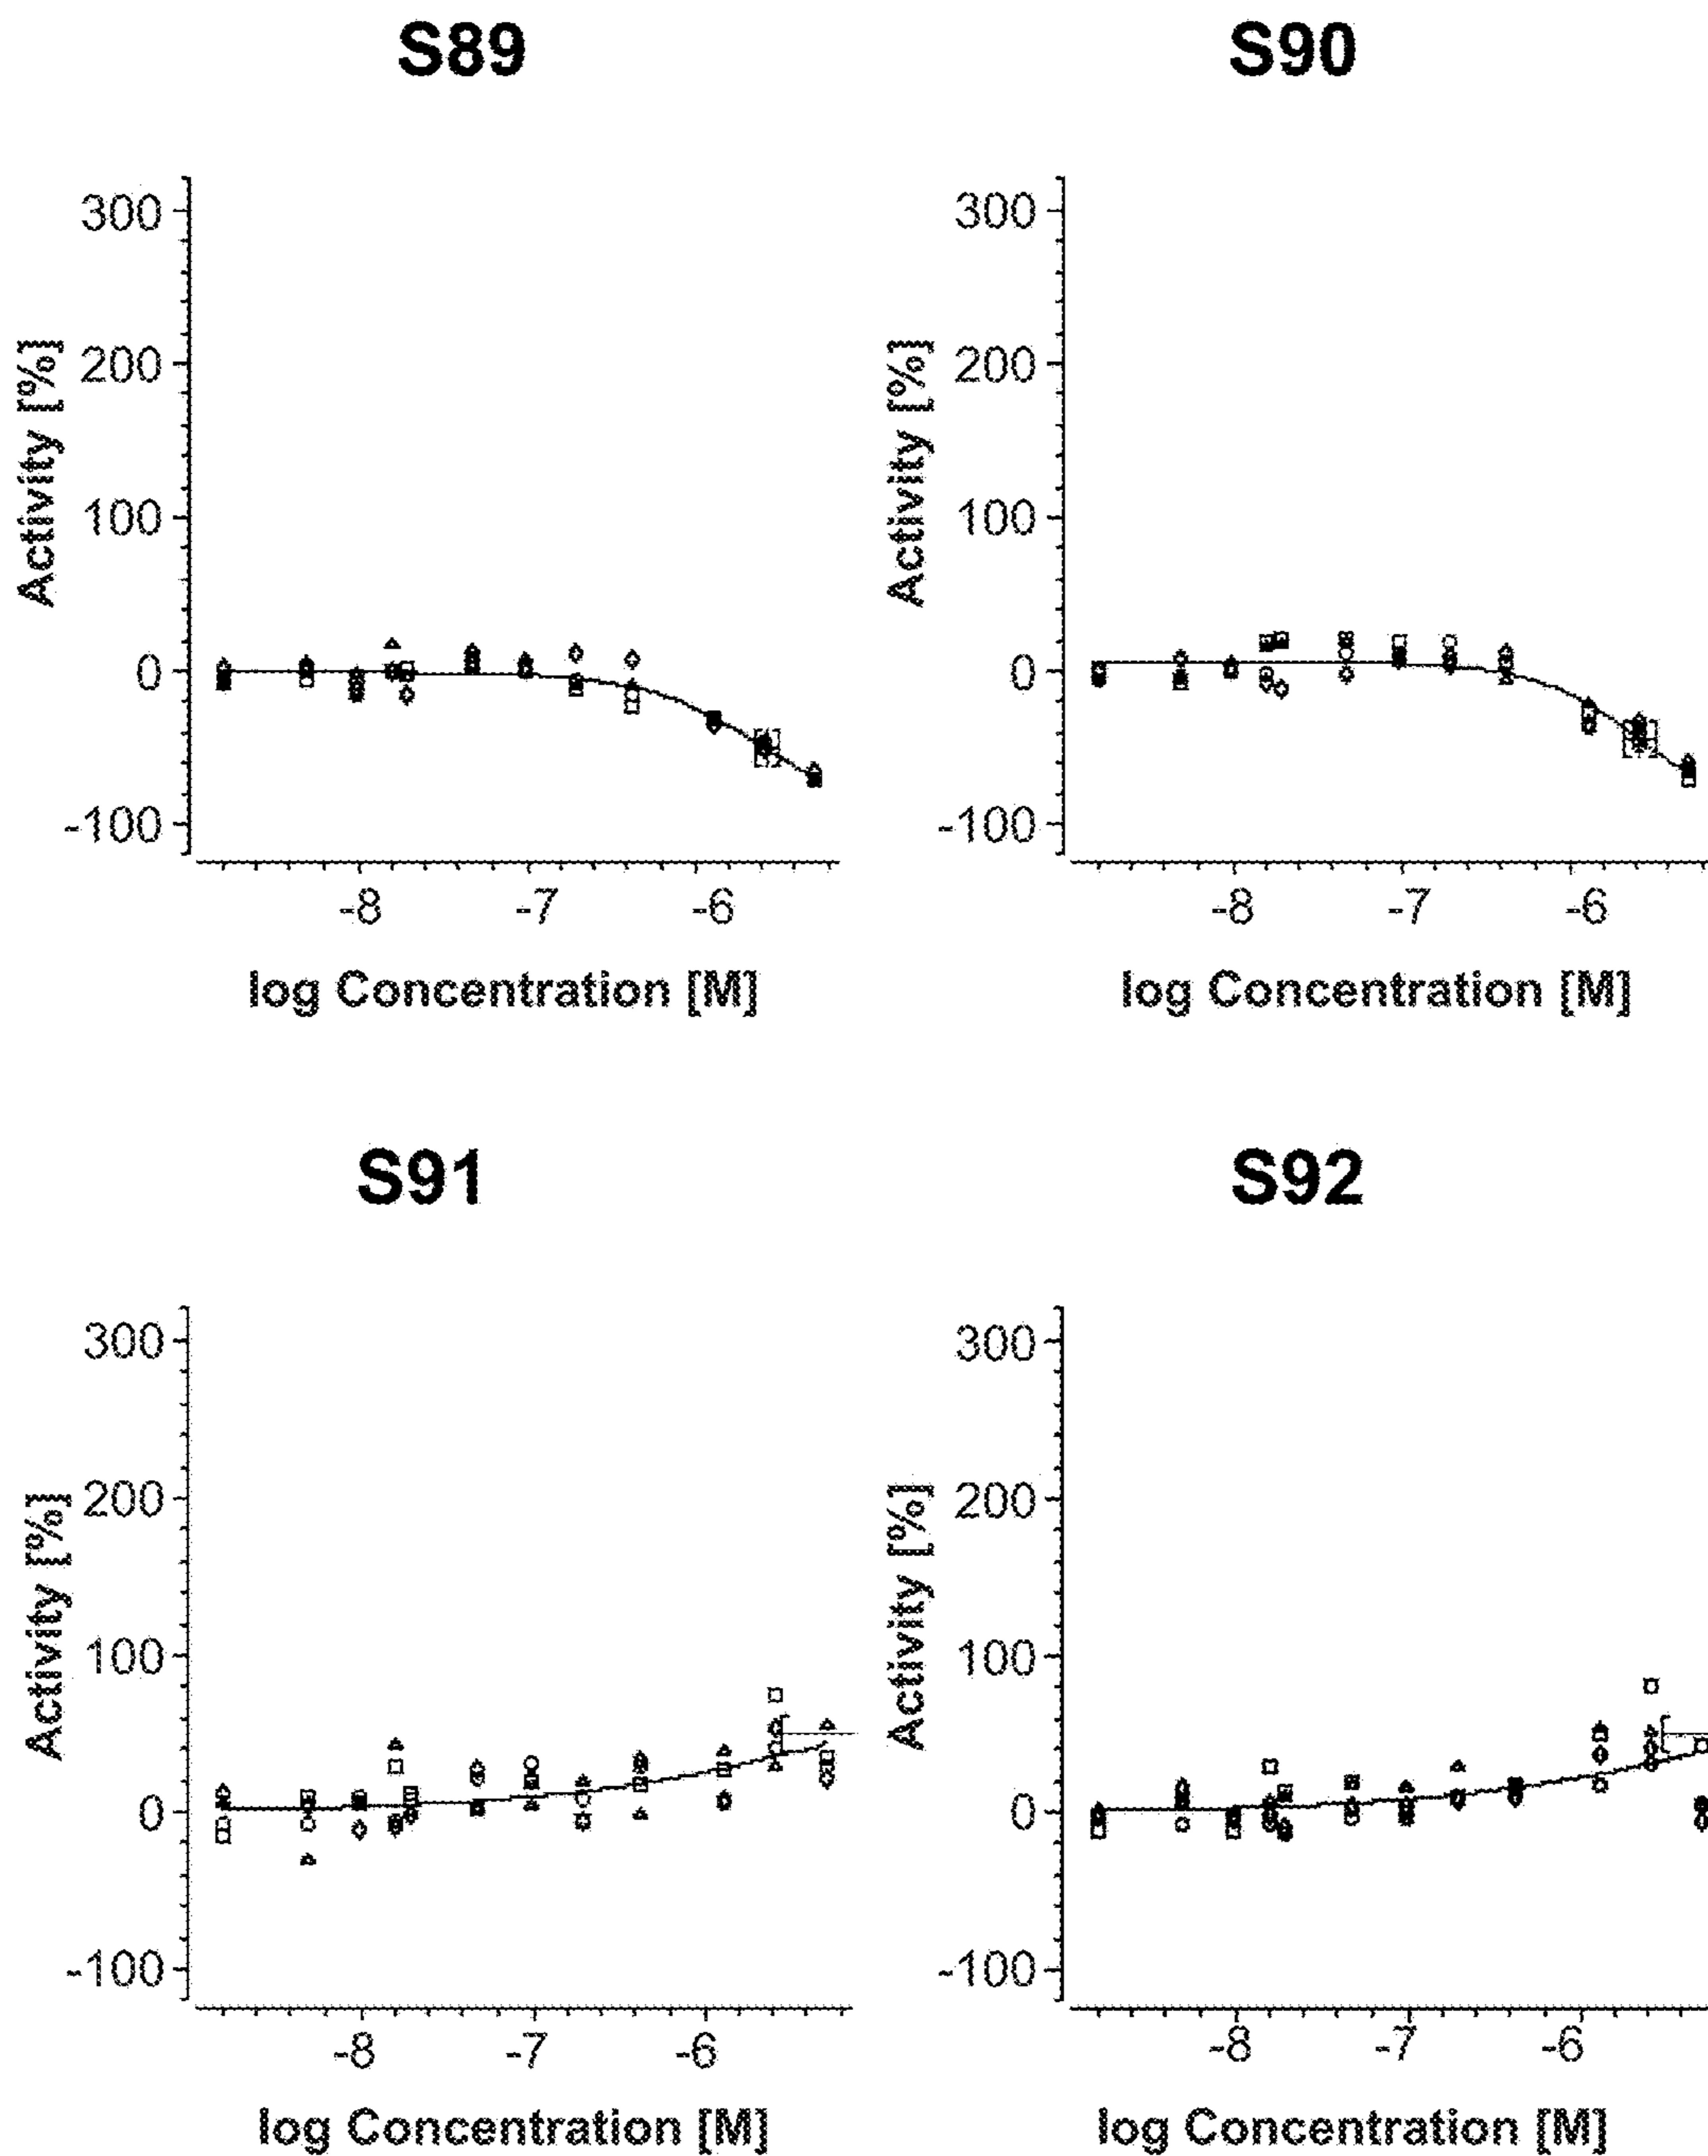 S89
S90
300
200
100
0
-100
Activity [%]
-8 -7 -6
log Concentration [M]
300
200
100
0
-100
Activity [%]
-8 -7 -6
log Concentration [M]
S91
S92
300
200
100
0
-100
Activity [%]
-8 -7 -6
log Concentration [M]
300
200
100
0
-100
Activity [%]
-8 -7 -6
log Concentration [M]